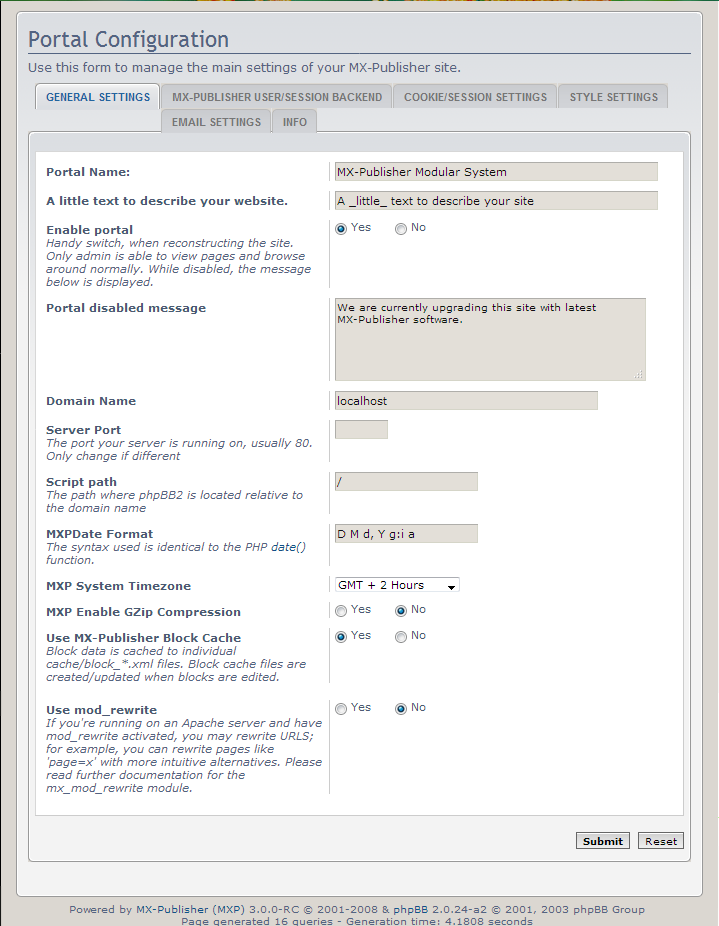 Portal Configuration
Use this form to manage the main settings of your MX-Publisher site.
GENERAL SETTINGS MX-PUBLISHER USER/SESSION BACKEND COOKIE/SESSION SETTINGS STYLE SETTINGS
EMAIL SETTINGS INFO
Portal Name: MX-Publisher Modular System
A little text to describe your website. A _little_ text to describe your site
Enable portal Yes No
Handy switch, when reconstructing the site.
Only admin is able to view pages and browse
around normally. While disabled, the message
below is displayed.
Portal disabled message
We are currently upgrading this site with latest
MX-Publisher software.
Domain Name localhost
Server Port
The port your server is running on, usually 80.
Only change if different
Script path /
The path where phpBB2 is located relative to
the domain name
MXPDate Format D M d, Y g:i a
The syntax used is identical to the PHP date()
function.
MXP System Timezone GMT + 2 Hours
MXP Enable GZip Compression Yes No
Use MX-Publisher Block Cache Yes No
Block data is cached to individual
cache/block_*.xml files. Block cache files are
created/updated when blocks are edited.
Use mod_rewrite Yes No
If you're running on an Apache server and have
mod_rewrite activated, you may rewrite URLS;
for example, you can rewrite pages like
'page=x' with more intuitive alternatives. Please
read further documentation for the
mx_mod_rewrite module.
Submit Reset
Powered by MX-Publisher (MXP) 3.0.0-RC © 2001-2008 & phpBB 2.0.24-a2 © 2001, 2003 phpBB Group
Page generated 16 queries - Generation time: 4.1808 seconds